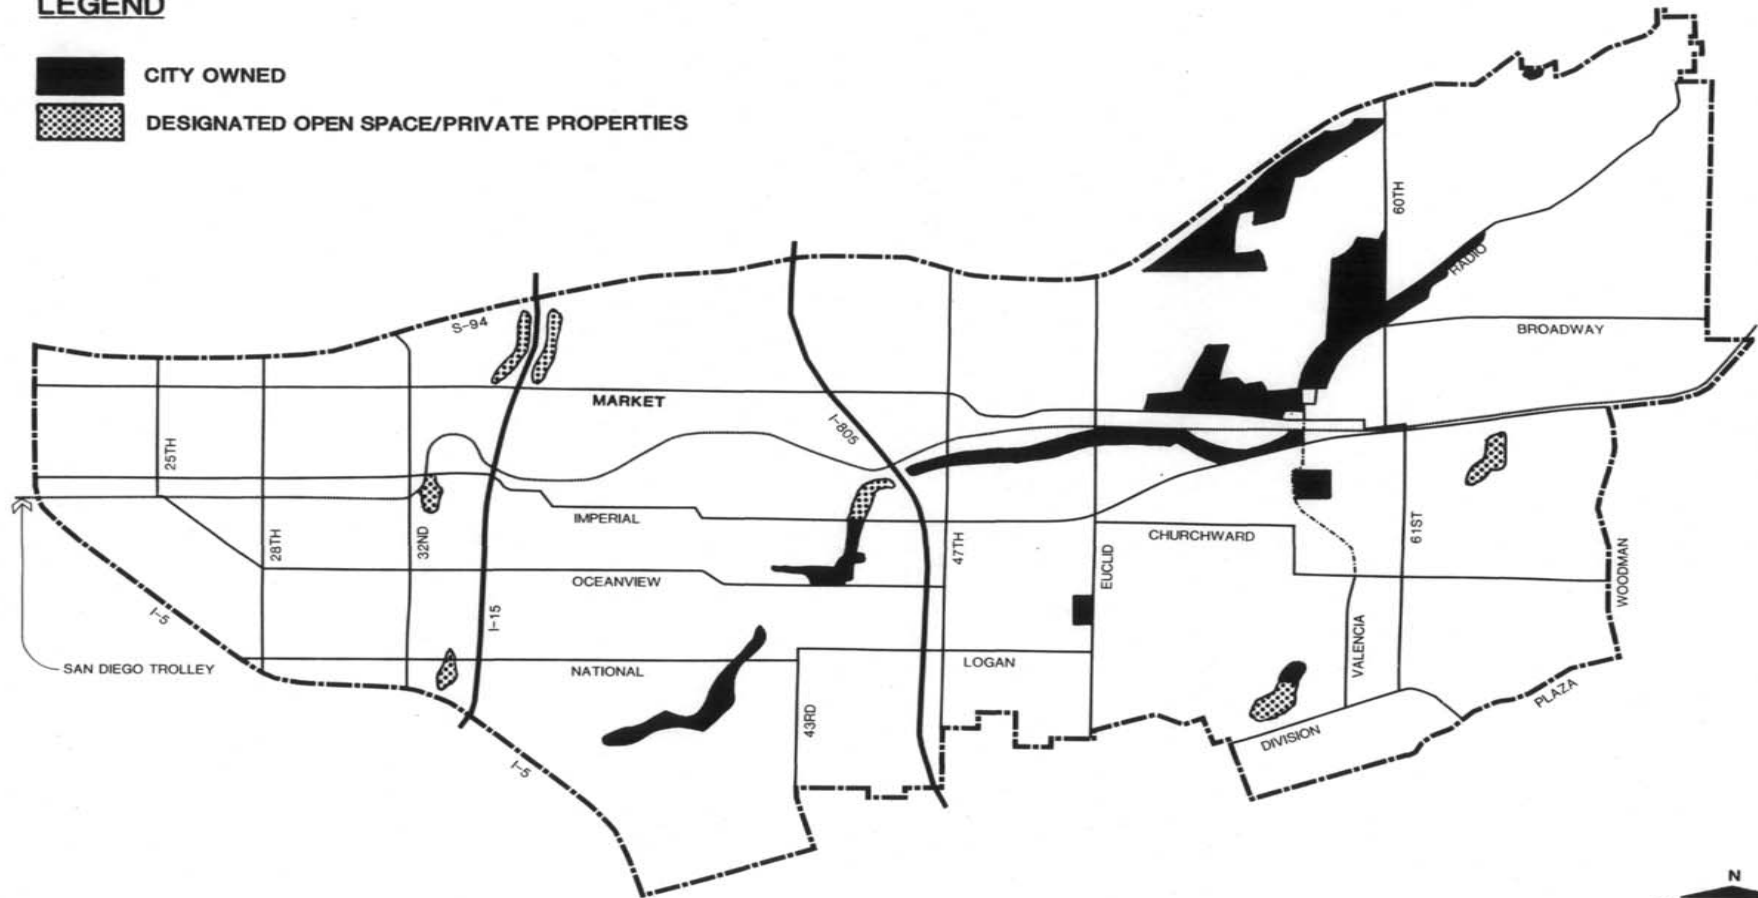 LEGEND
CITY OWNED
DESIGNATED OPEN SPACE/PRIVATE PROPERTIES
60TH
RADIO
S-94
BROADWAY
MARKET
I-805
25TH
28TH
32ND
IMPERIAL
47TH
CHURCHWARD
61ST
EUCLID
OCEANVIEW
WOODMAN
I-5
I-15
SAN DIEGO TROLLEY
NATIONAL
LOGAN
VALENCIA
PLAZA
43RD
DIVISION
I-5
N